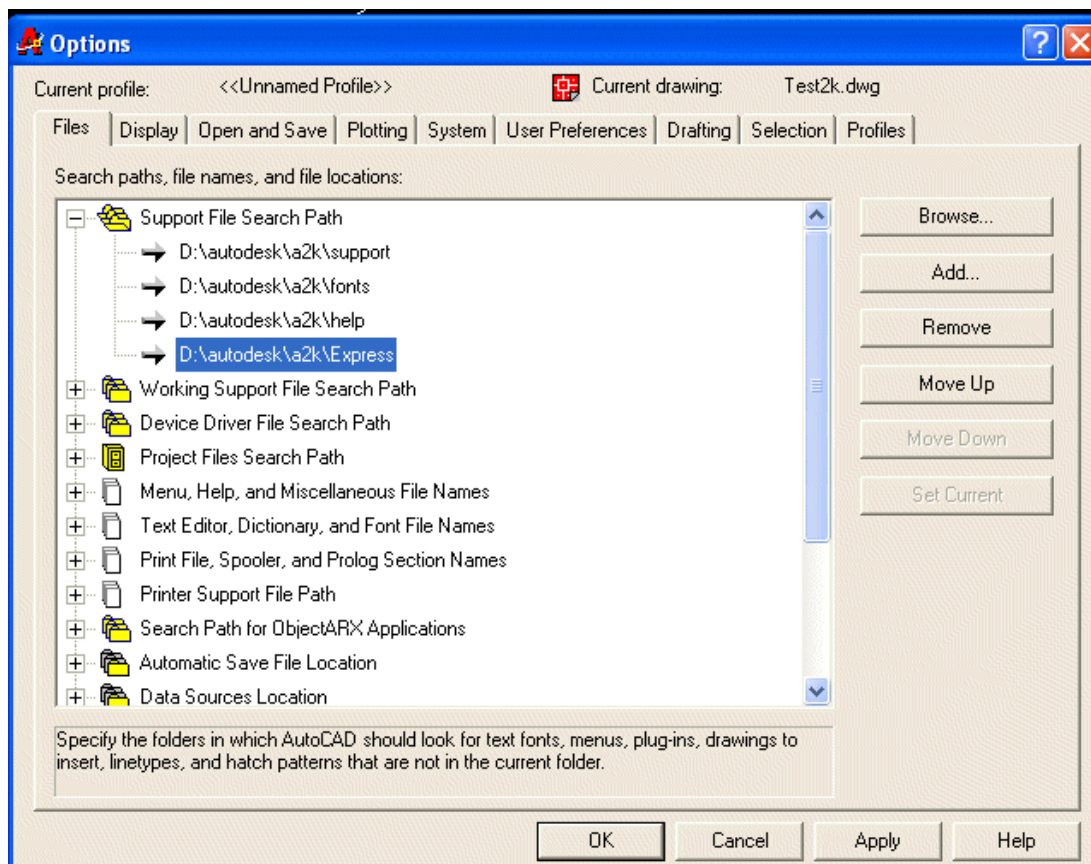 Options
Current profile: <<Unnamed Profile>> Current drawing: Test2k.dwg
Files Display Open and Save Plotting System User Preferences Drafting Selection Profiles
Search paths, file names, and file locations:
Support File Search Path
D:\autodesk\a2k\support
D:\autodesk\a2k\fonts
D:\autodesk\a2k\help
D:\autodesk\a2k\Express
Working Support File Search Path
Device Driver File Search Path
Project Files Search Path
Menu, Help, and Miscellaneous File Names
Text Editor, Dictionary, and Font File Names
Print File, Spooler, and Prolog Section Names
Printer Support File Path
Search Path for ObjectARX Applications
Automatic Save File Location
Data Sources Location
Browse...
Add...
Remove
Move Up
Move Down
Set Current
Specify the folders in which AutoCAD should look for text fonts, menus, plug-ins, drawings to
insert, linetypes, and hatch patterns that are not in the current folder.
OK Cancel Apply Help